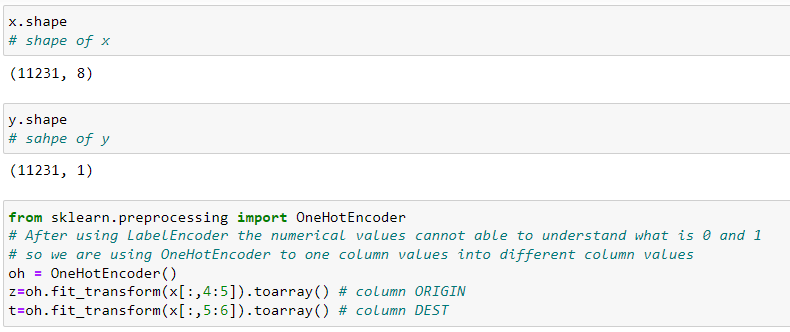 x.shape
# shape of x
(11231, 8)
y.shape
# sahpe of y
(11231, 1)
from sklearn.preprocessing import OneHotEncoder
# After using LabelEncoder the numerical values cannot able to understand what is 0 and 1
# so we are using OneHotEncoder to one column values into different column values
oh = OneHotEncoder()
z=oh.fit_transform(x[:,4:5]).toarray() # column ORIGIN
t=oh.fit_transform(x[:,5:6]).toarray() # column DEST